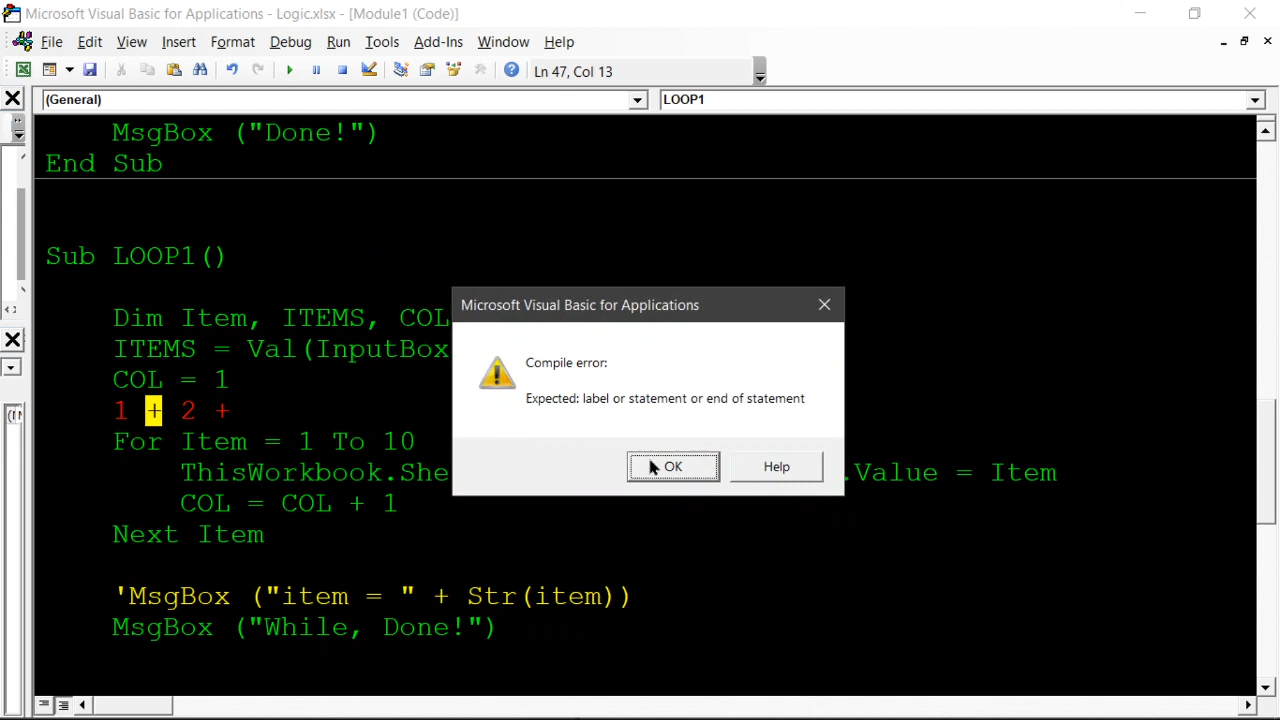 Microsoft Visual Basic for Applications - Logic.xlsx - [Module1 (Code)]
File Edit View Insert Format Debug Run Tools Add-Ins Window Help
Ln 47, Col 13
(General) LOOP1
MsgBox ("Done!")
End Sub
Sub LOOP1()
Dim Item, ITEMS, COL
ITEMS = Val(InputBox
COL = 1
1 + 2 +
For Item = 1 To 10
ThisWorkbook.She .Value = Item
COL = COL + 1
Next Item
'MsgBox ("item = " + Str(item))
MsgBox ("While, Done!")
Microsoft Visual Basic for Applications
Compile error:
Expected: label or statement or end of statement
OK Help